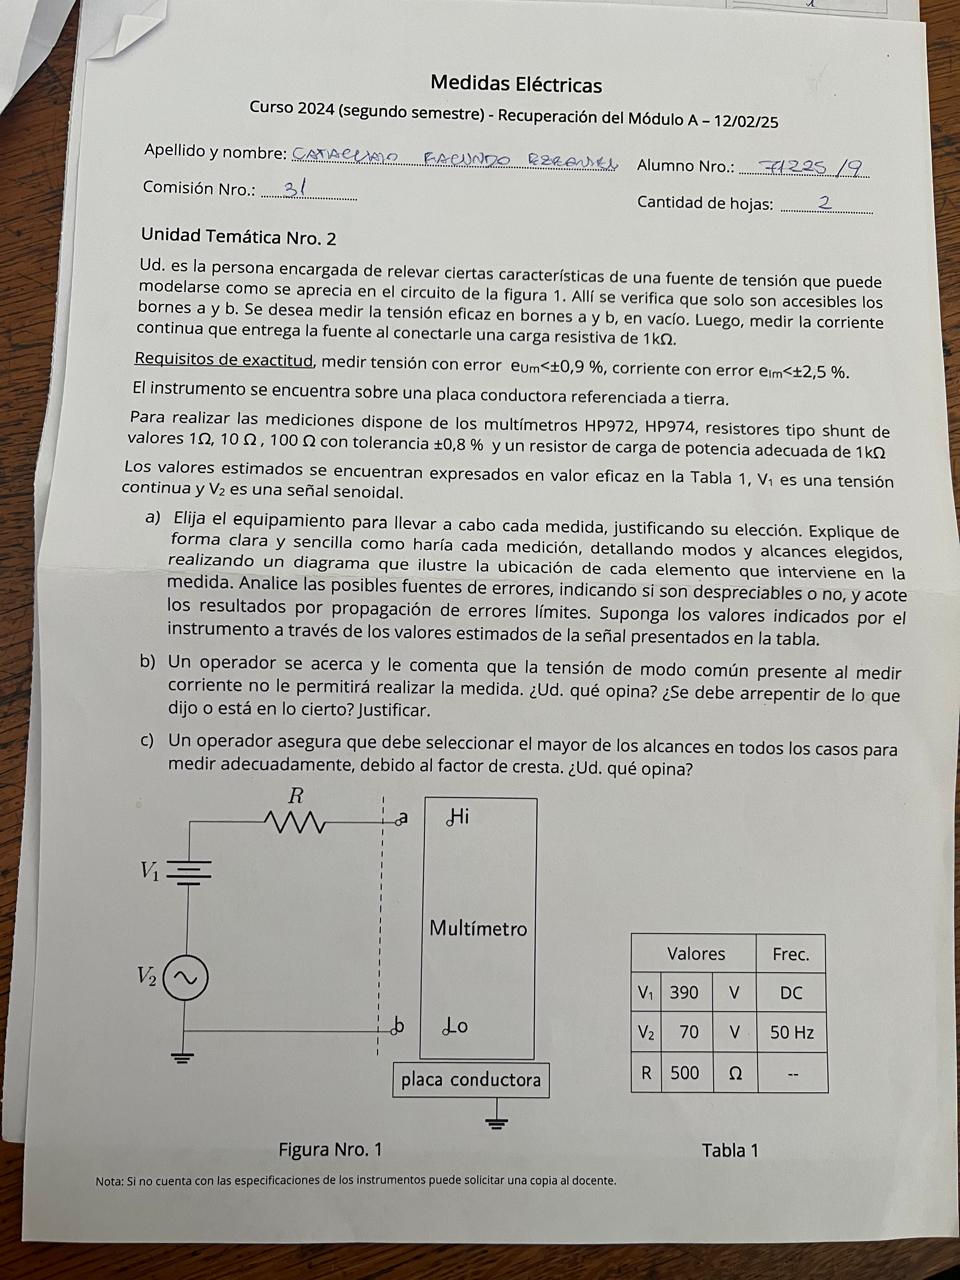 Medidas Eléctricas
Curso 2024 (segundo semestre) - Recuperación del Módulo A – 12/02/25
Apellido y nombre: FACUNDO EZEQUIEL Alumno Nro.: 71225/9
Comisión Nro.: 31
Cantidad de hojas: 2
Unidad Temática Nro. 2
Ud. es la persona encargada de relevar ciertas características de una fuente de tensión que puede
modelarse como se aprecia en el circuito de la figura 1. Allí se verifica que solo son accesibles los
bornes a y b. Se desea medir la tensión eficaz en bornes a y b, en vacío. Luego, medir la corriente
continua que entrega la fuente al conectarle una carga resistiva de 1kΩ.
Requisitos de exactitud, medir tensión con error eUm<±0,9 %, corriente con error eIm<±2,5 %.
El instrumento se encuentra sobre una placa conductora referenciada a tierra.
Para realizar las mediciones dispone de los multímetros HP972, HP974, resistores tipo shunt de
valores 1Ω, 10 Ω , 100 Ω con tolerancia ±0,8 % y un resistor de carga de potencia adecuada de 1kΩ
Los valores estimados se encuentran expresados en valor eficaz en la Tabla 1, V₁ es una tensión
continua y V₂ es una señal senoidal.
a) Elija el equipamiento para llevar a cabo cada medida, justificando su elección. Explique de
forma clara y sencilla como haría cada medición, detallando modos y alcances elegidos,
realizando un diagrama que ilustre la ubicación de cada elemento que interviene en la
medida. Analice las posibles fuentes de errores, indicando si son despreciables o no, y acote
los resultados por propagación de errores límites. Suponga los valores indicados por el
instrumento a través de los valores estimados de la señal presentados en la tabla.
b) Un operador se acerca y le comenta que la tensión de modo común presente al medir
corriente no le permitirá realizar la medida. ¿Ud. qué opina? ¿Se debe arrepentir de lo que
dijo o está en lo cierto? Justificar.
c) Un operador asegura que debe seleccionar el mayor de los alcances en todos los casos para
medir adecuadamente, debido al factor de cresta. ¿Ud. qué opina?
R
a Hi
V₁
Multímetro
V₂
b Lo
placa conductora
Valores Frec.
V₁ 390 V DC
V₂ 70 V 50 Hz
R 500 Ω --
Figura Nro. 1
Tabla 1
Nota: Si no cuenta con las especificaciones de los instrumentos puede solicitar una copia al docente.